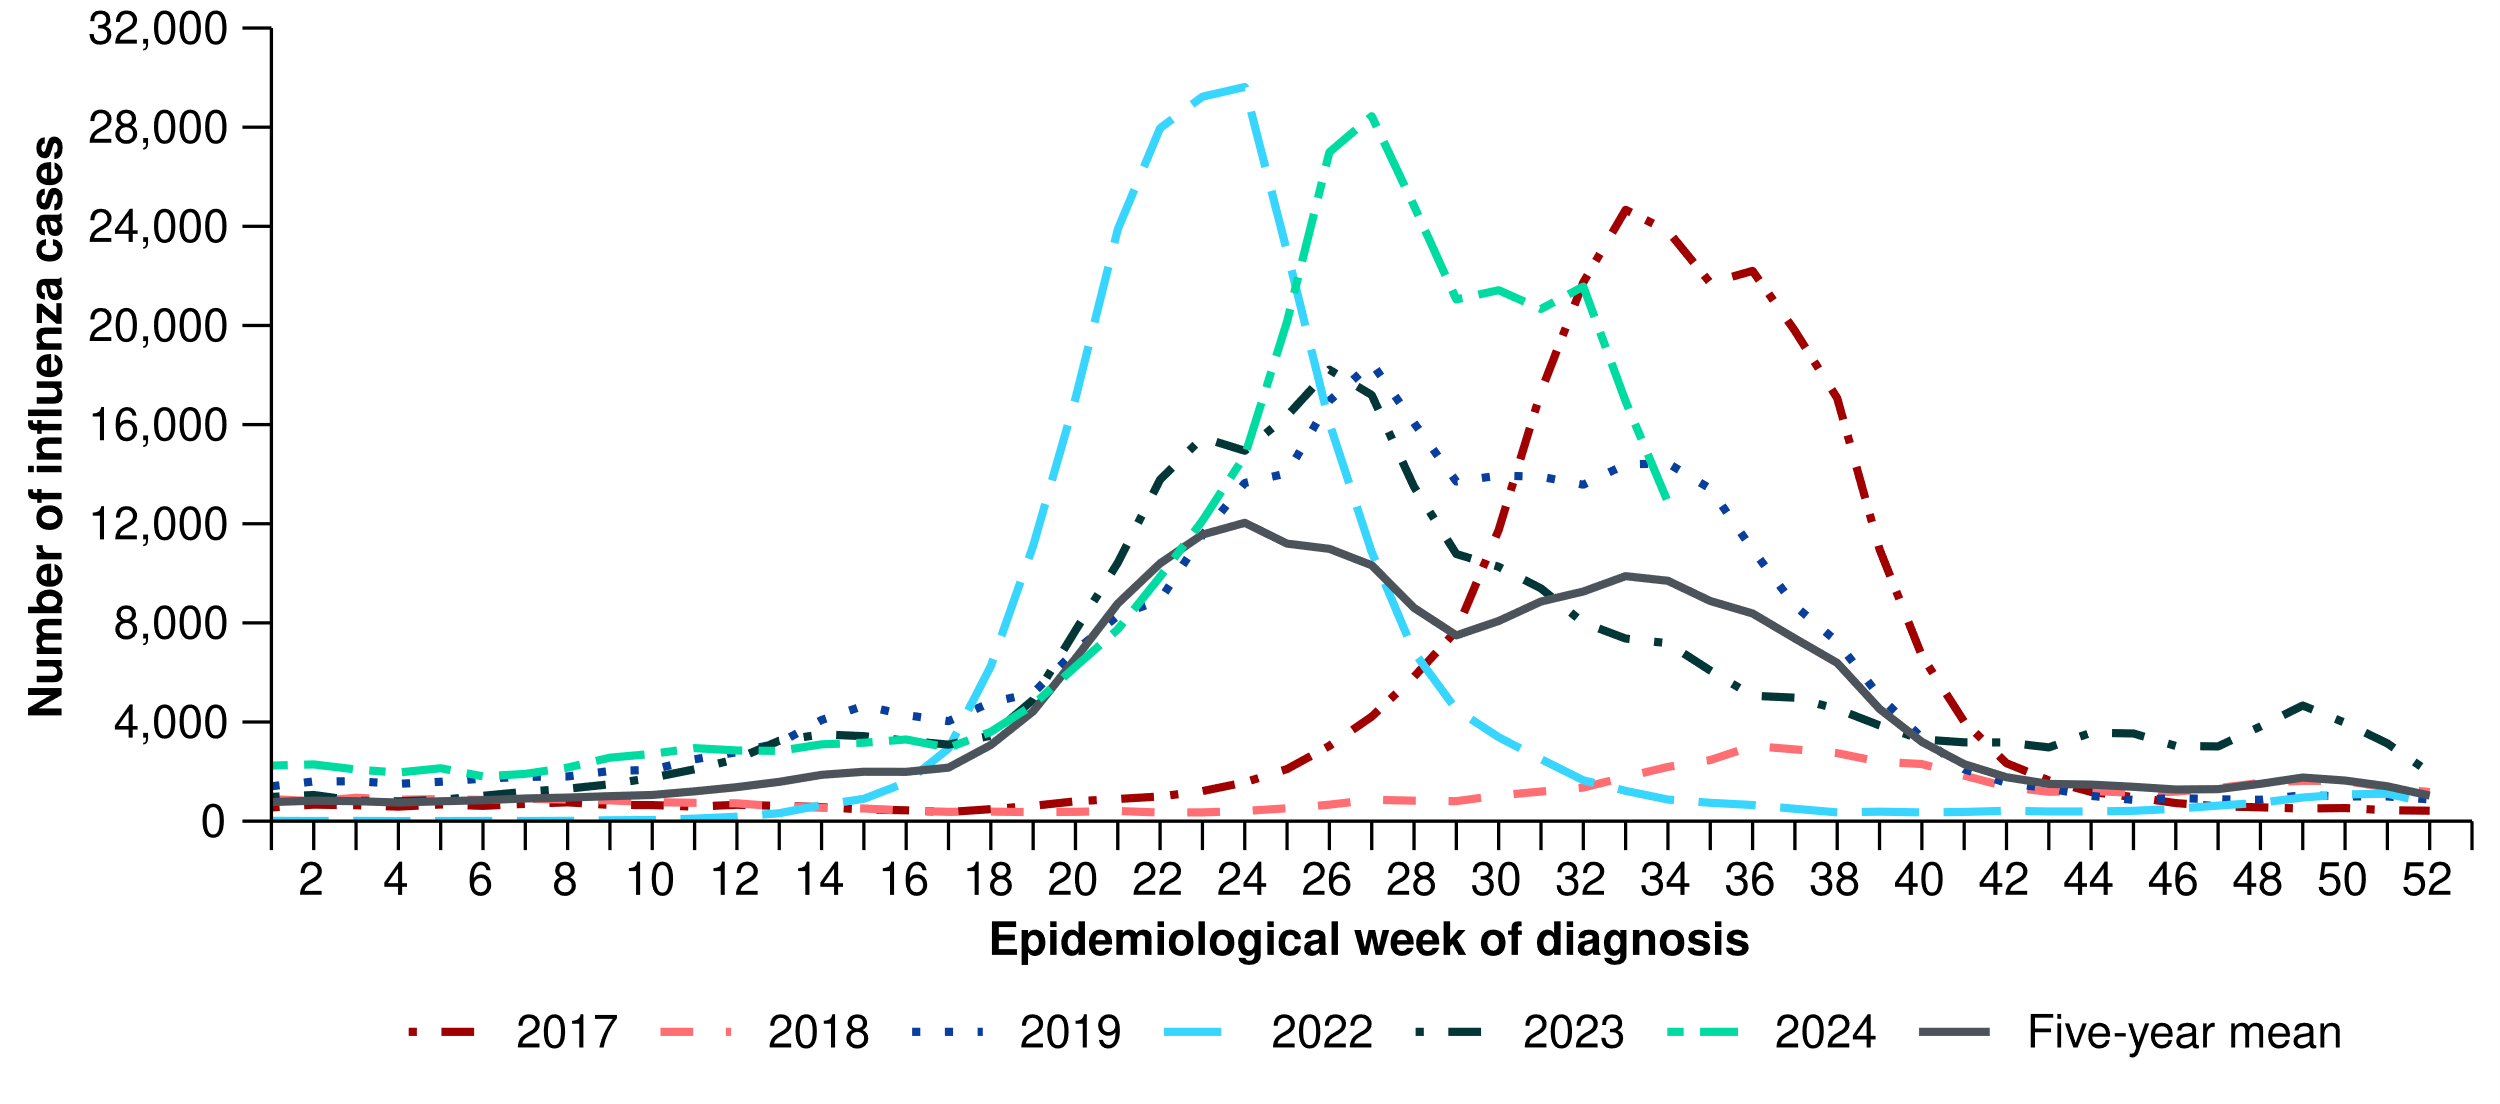 32,000
28,000
24,000
20,000
16,000
12,000
8,000
4,000
0
Number of influenza cases
2 4 6 8 10 12 14 16 18 20 22 24 26 28 30 32 34 36 38 40 42 44 46 48 50 52
Epidemiological week of diagnosis
2017 2018 2019 2022 2023 2024 Five-year mean